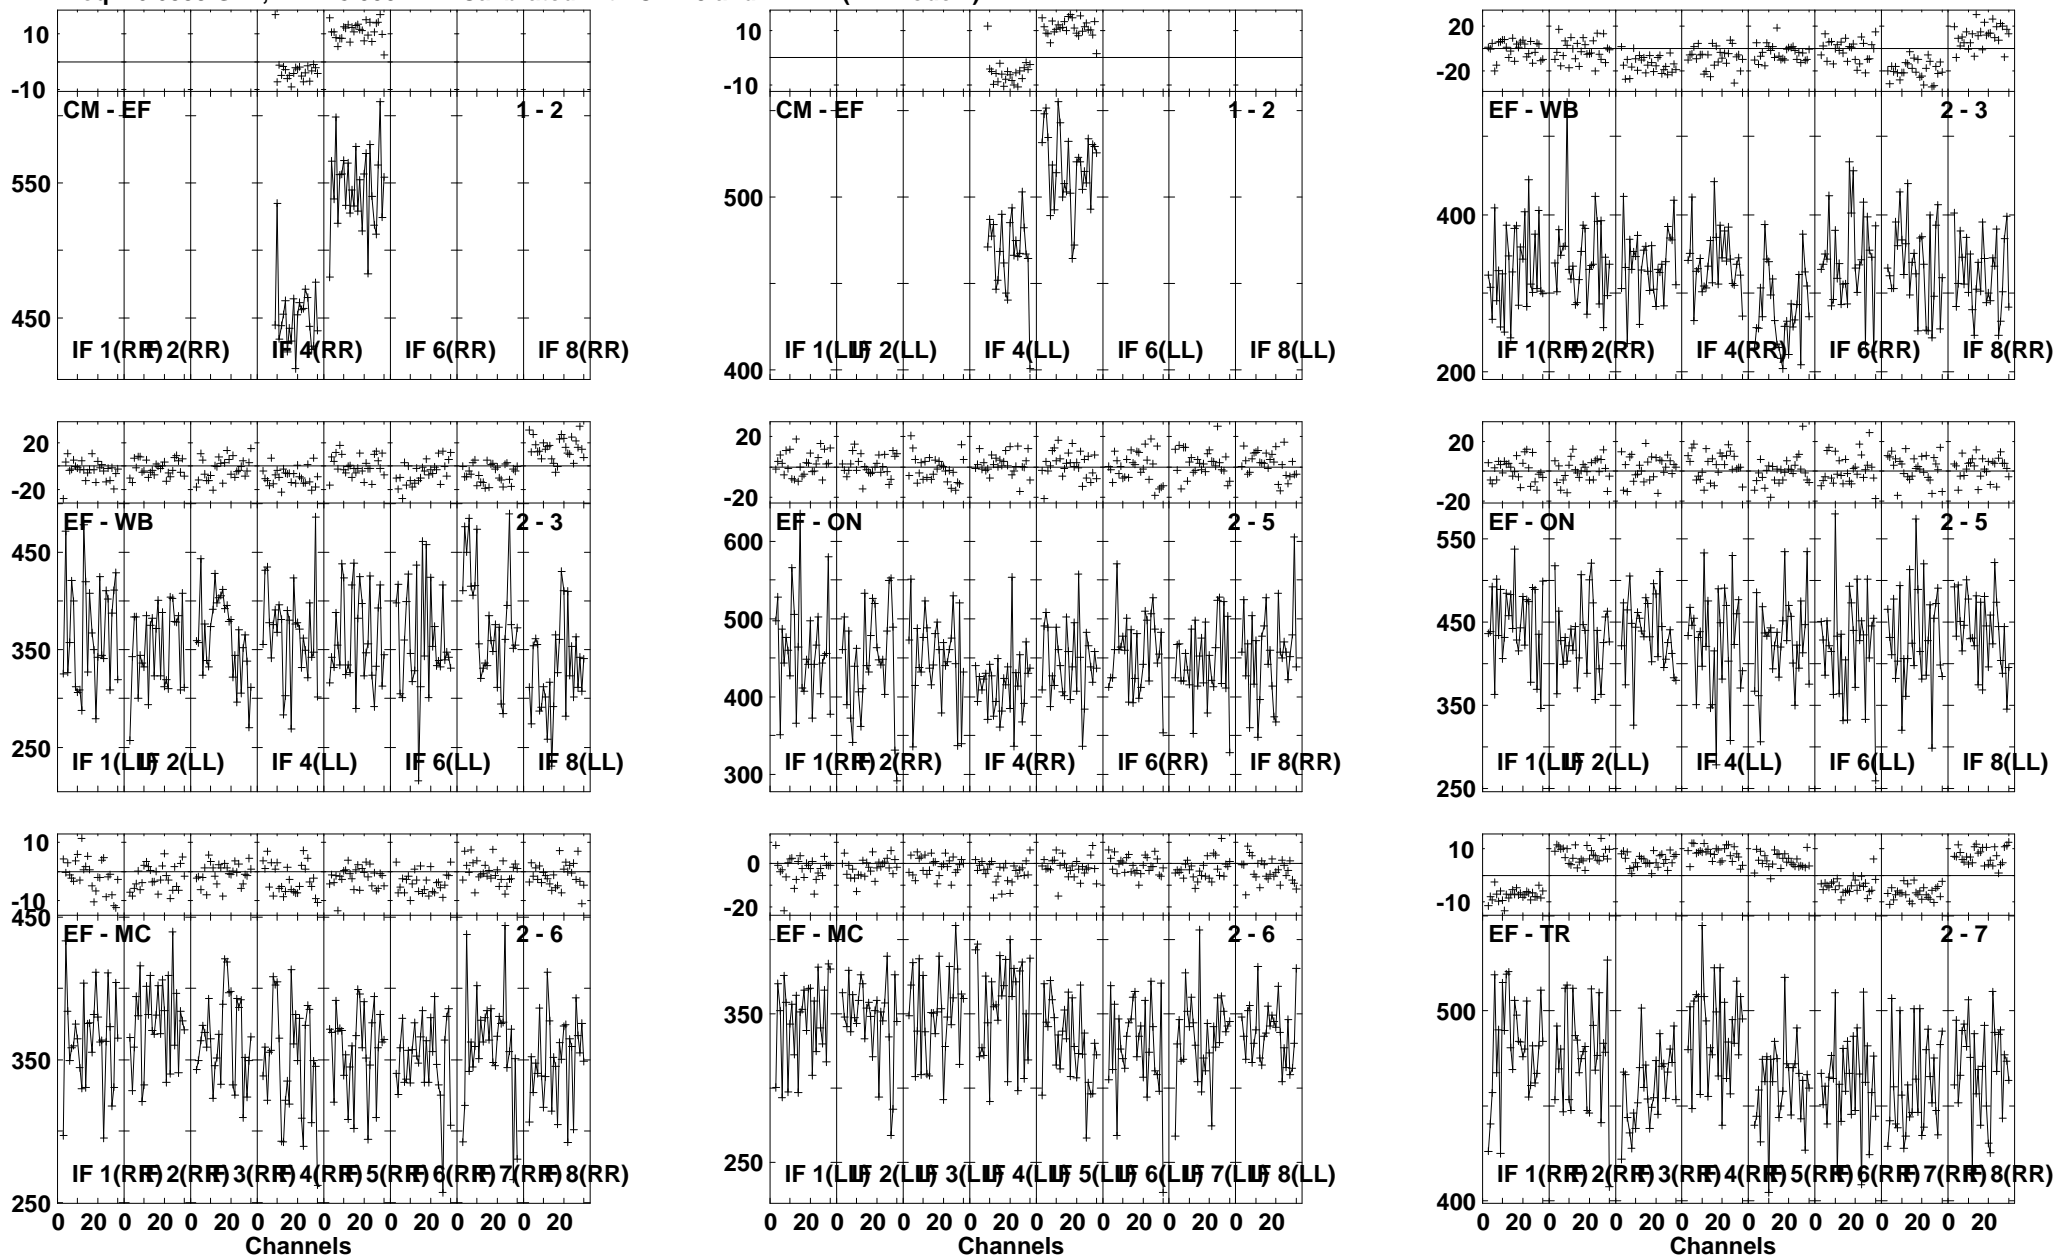 10
-10
CM - EF 1 - 2
550
450
IF 1(RR) IF 2(RR) IF 4(RR) IF 6(RR) IF 8(RR)
10
-10
CM - EF 1 - 2
500
400
IF 1(LL) IF 2(LL) IF 4(LL) IF 6(LL) IF 8(LL)
20
-20
EF - WB 2 - 3
400
200
IF 1(RR) IF 2(RR) IF 4(RR) IF 6(RR) IF 8(RR)
20
-20
EF - WB 2 - 3
450
350
250
IF 1(LL) IF 2(LL) IF 4(LL) IF 6(LL) IF 8(LL)
20
-20
EF - ON 2 - 5
600
500
400
300
IF 1(RR) IF 2(RR) IF 4(RR) IF 6(RR) IF 8(RR)
20
-20
EF - ON 2 - 5
550
450
350
250
IF 1(LL) IF 2(LL) IF 4(LL) IF 6(LL) IF 8(LL)
10
-10
450
EF - MC 2 - 6
350
250
IF 1(RR) IF 2(RR) IF 3(RR) IF 4(RR) IF 5(RR) IF 6(RR) IF 7(RR) IF 8(RR)
0 20 0 20 0 20 0 20 0 20 0 20 0 20 0 20
Channels
0
-20
EF - MC 2 - 6
350
250
IF 1(LL) IF 2(LL) IF 3(LL) IF 4(LL) IF 5(LL) IF 6(LL) IF 7(LL) IF 8(LL)
0 20 0 20 0 20 0 20 0 20 0 20 0 20 0 20
Channels
10
-10
EF - TR 2 - 7
500
400
IF 1(RR) IF 2(RR) IF 3(RR) IF 4(RR) IF 5(RR) IF 6(RR) IF 7(RR) IF 8(RR)
0 20 0 20 0 20 0 20 0 20 0 20 0 20 0 20
Channels